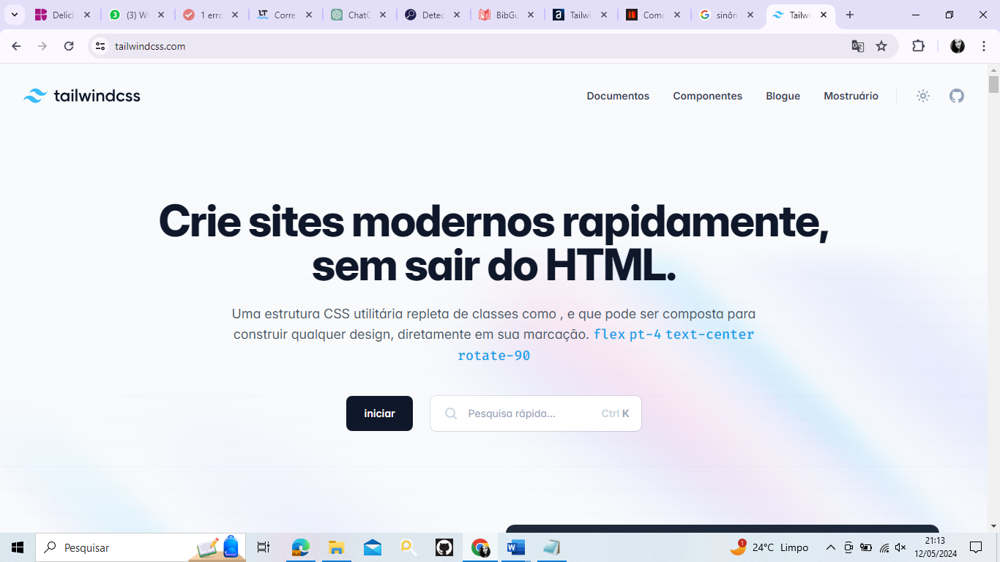 Delici
3
(3) W
1 erro
LT
Corre
ChatG
Detec
BibGu
a
Tailwi
Como
G
sinôn
Tailwi
tailwindcss.com
tailwindcss
Documentos Componentes Blogue Mostruário
Crie sites modernos rapidamente,
sem sair do HTML.
Uma estrutura CSS utilitária repleta de classes como , e que pode ser composta para
construir qualquer design, diretamente em sua marcação. flex pt-4 text-center
rotate-90
iniciar
Pesquisa rápida... Ctrl K
Pesquisar
1
24°C Limpo
21:13
12/05/2024